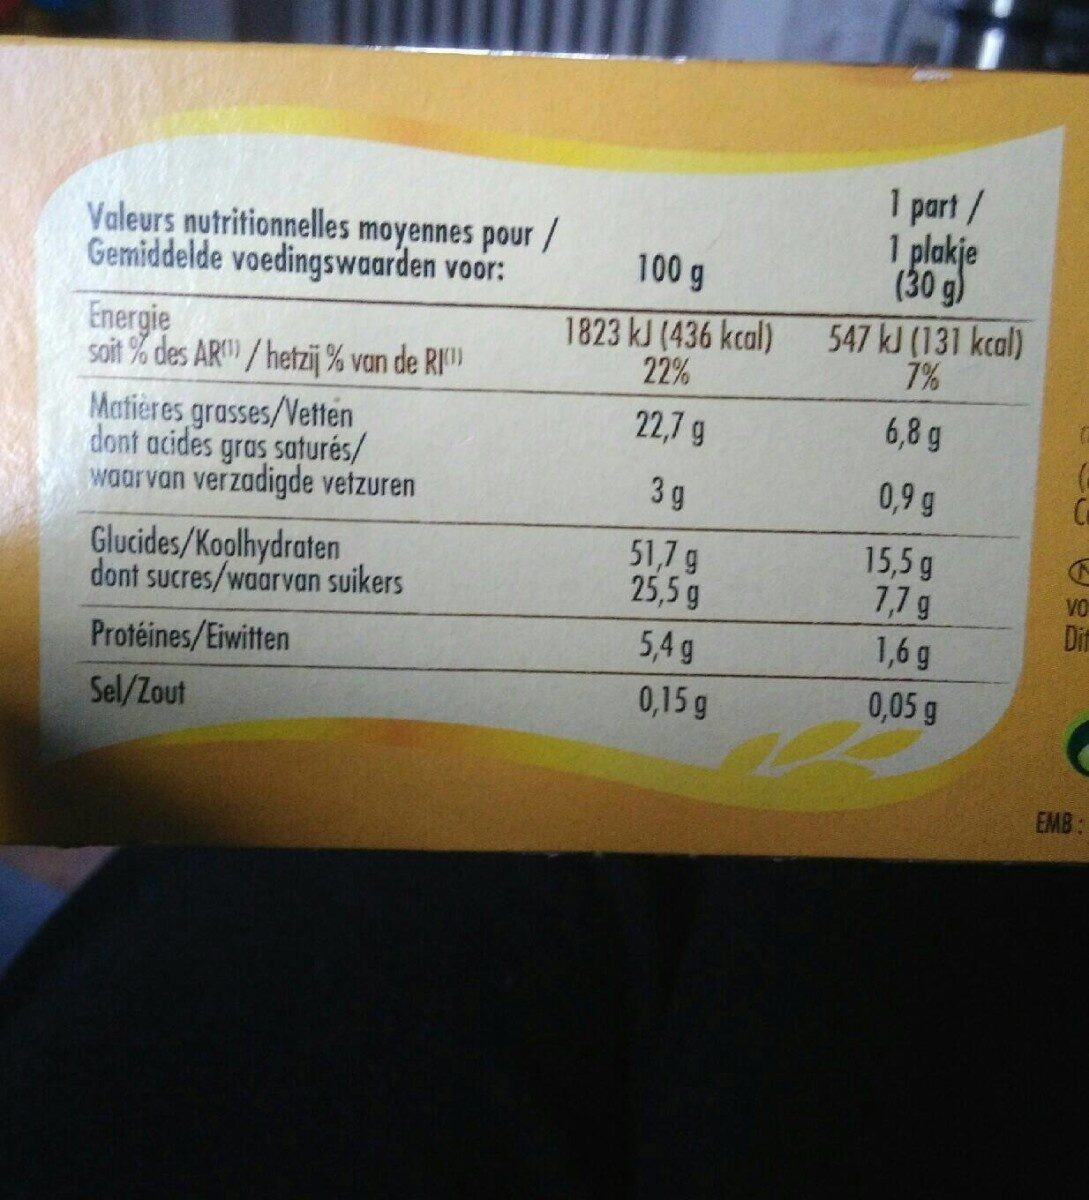 Valeurs nutritionnelles moyennes pour /
Gemiddelde voedingswaarden voor:
100 g
1 part /
1 plakje
(30 g)
Energie 1823 kJ (436 kcal) 547 kJ (131 kcal)
soit % des AR(1) / hetzij % van de RI(1) 22% 7%
Matières grasses/Vetten 22,7 g 6,8 g
dont acides gras saturés/
waarvan verzadigde vetzuren 3 g 0,9 g
Glucides/Koolhydraten 51,7 g 15,5 g
dont sucres/waarvan suikers 25,5 g 7,7 g
Protéines/Eiwitten 5,4 g 1,6 g
Sel/Zout 0,15 g 0,05 g
EMB :